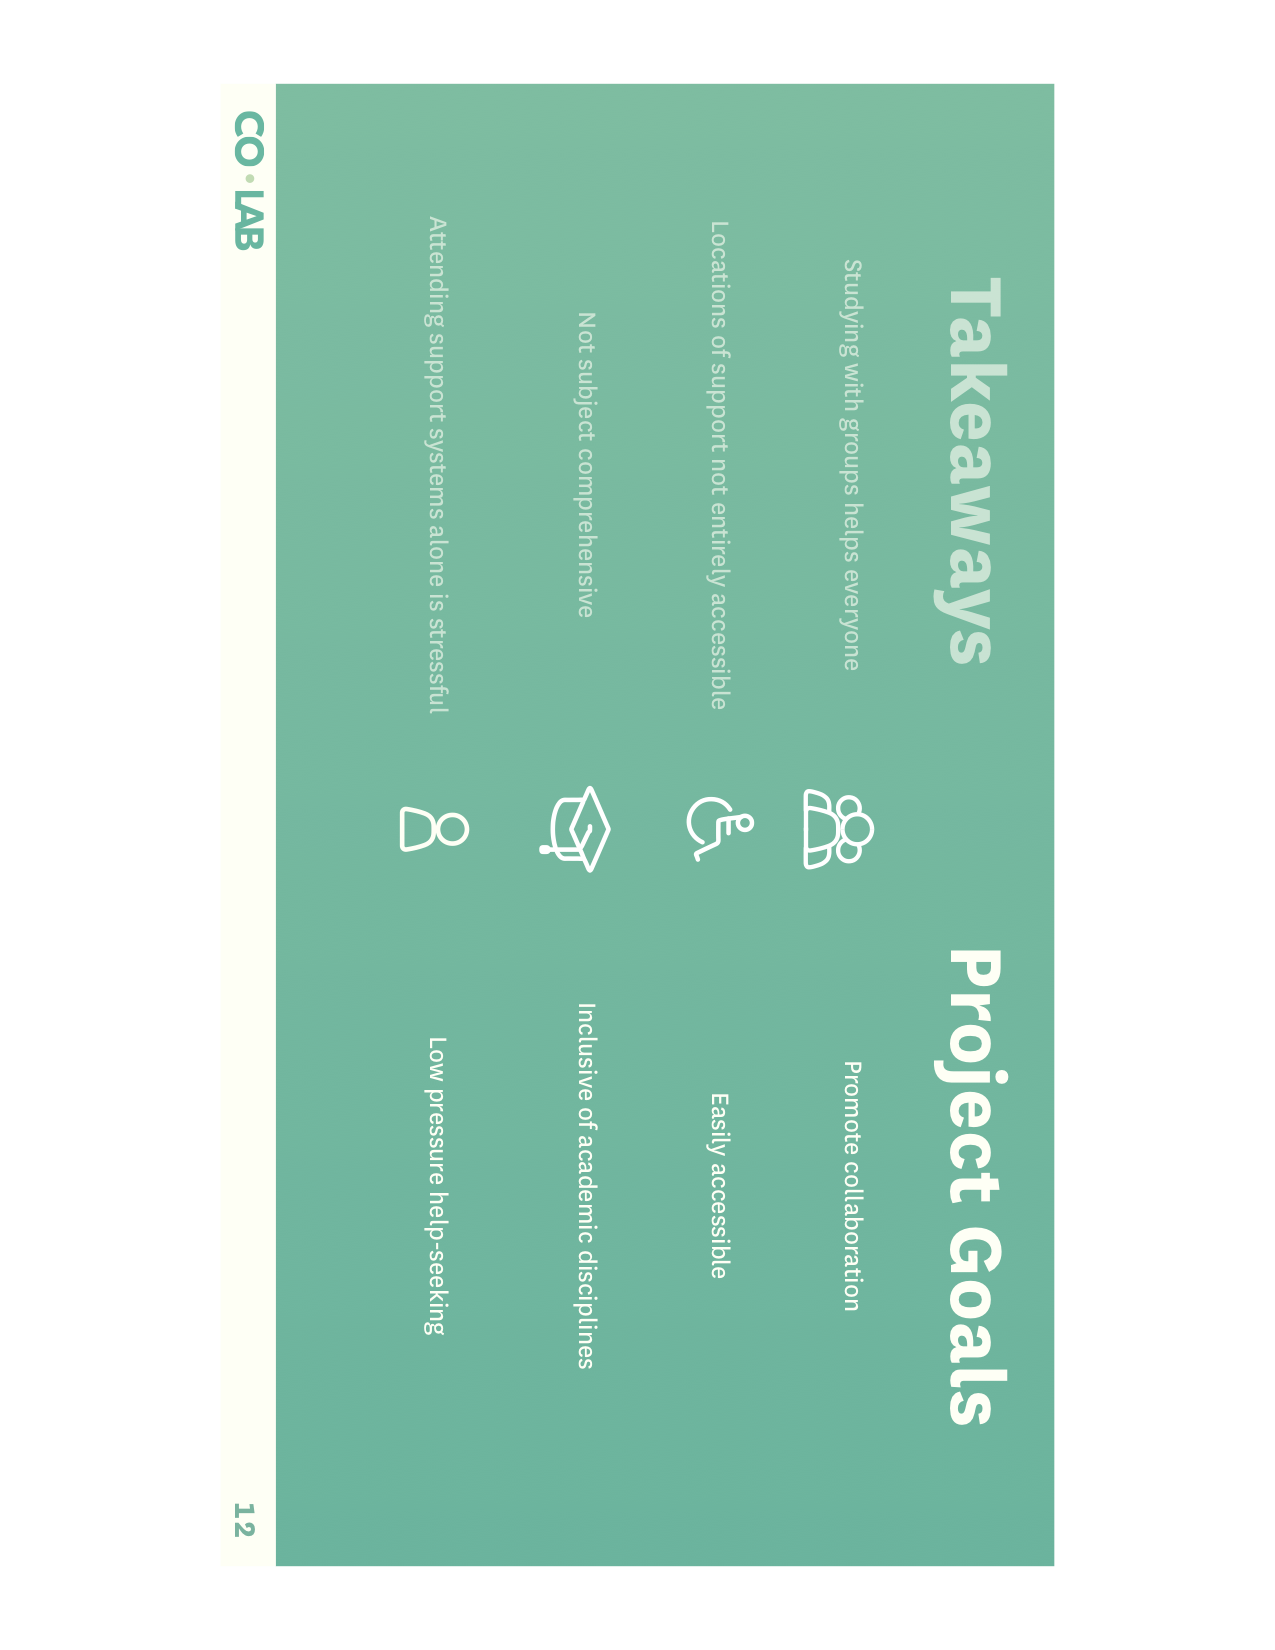 Takeaways
Project Goals
Studying with groups helps everyone
Promote collaboration
Locations of support not entirely accessible
Easily accessible
Not subject comprehensive
Inclusive of academic disciplines
Attending support systems alone is stressful
Low pressure help-seeking
CO·LAB
12